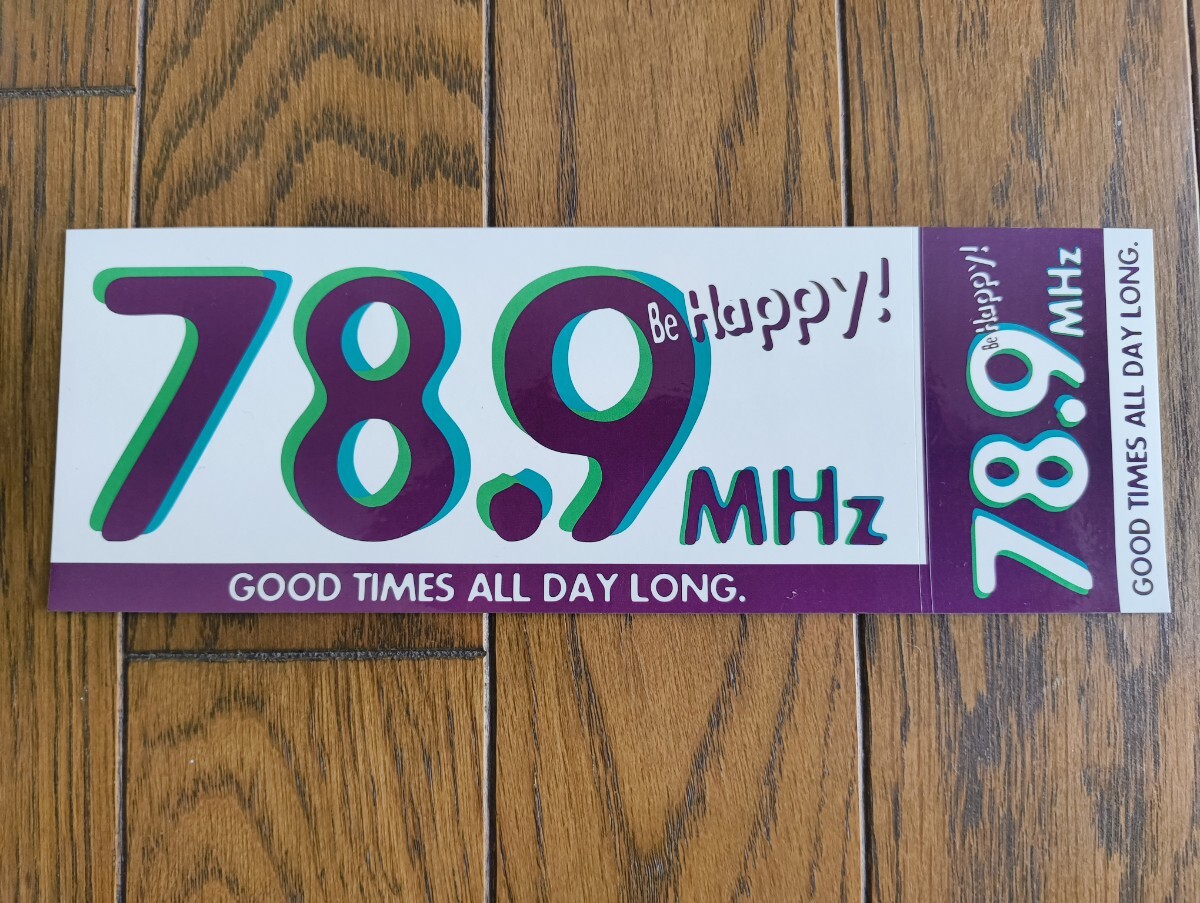 78.9 MHz
Be Happy!
GOOD TIMES ALL DAY LONG.
78.9 MHz
Be Happy!
GOOD TIMES ALL DAY LONG.